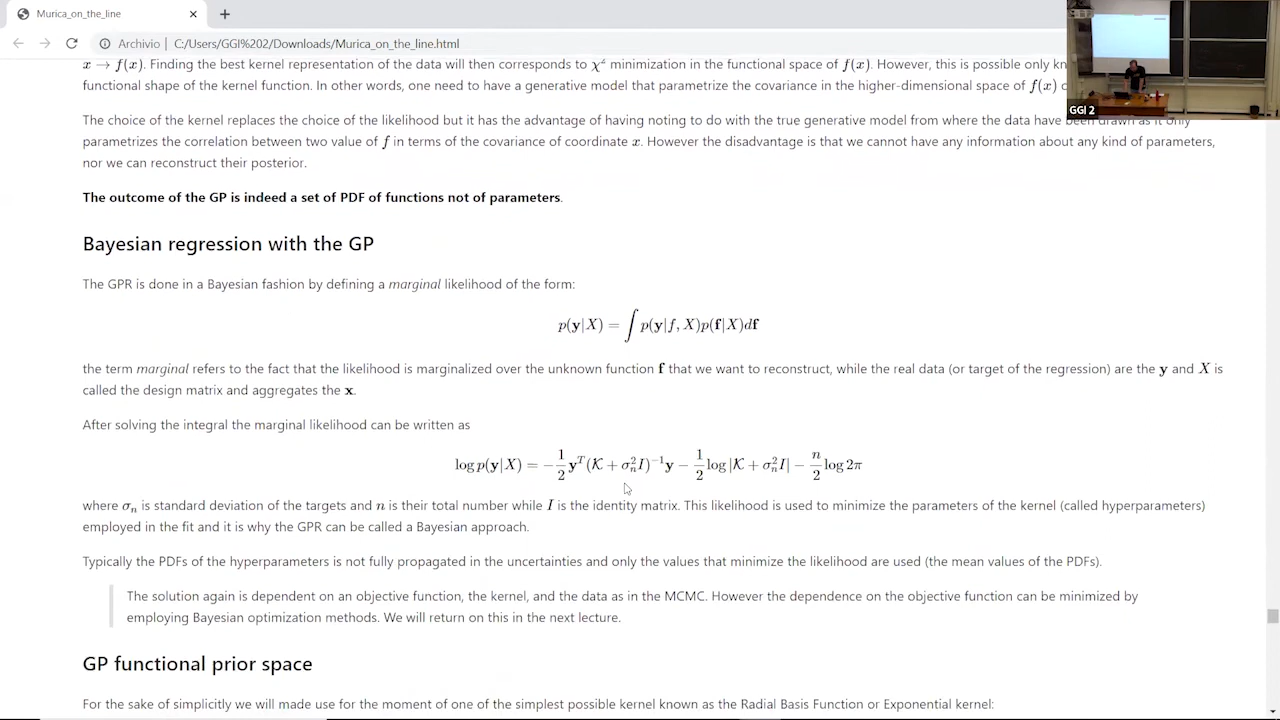 Murica_on_the_line
Archivio | C:/Users/GGI%202/Downloads/Murica_on_the_line.html
x → f(x). Finding the best kernel representation of the data will then corresponds to χ² minimization in the functional space of f(x). However, this is possible only
functional shape of the kernel function. In other words, one need to have a generative model that parametrize the covariance in the higher-dimensional space of f(x)
The choice of the kernel replaces the choice of the likelihood but it has the advantage of having noting to do with the true generative model from where the data have been drawn as it only
parametrizes the correlation between two value of f in terms of the covariance of coordinate x. However the disadvantage is that we cannot have any information about any kind of parameters,
nor we can reconstruct their posterior.
The outcome of the GP is indeed a set of PDF of functions not of parameters.
Bayesian regression with the GP
The GPR is done in a Bayesian fashion by defining a marginal likelihood of the form:
p(y|X) = ∫ p(y|f, X)p(f|X)df
the term marginal refers to the fact that the likelihood is marginalized over the unknown function f that we want to reconstruct, while the real data (or target of the regression) are the y and X is
called the design matrix and aggregates the x.
After solving the integral the marginal likelihood can be written as
log p(y|X) = −1/2 yᵀ(𝒦 + σₙ²I)⁻¹y − 1/2 log |𝒦 + σₙ²I| − n/2 log 2π
where σₙ is standard deviation of the targets and n is their total number while I is the identity matrix. This likelihood is used to minimize the parameters of the kernel (called hyperparameters)
employed in the fit and it is why the GPR can be called a Bayesian approach.
Typically the PDFs of the hyperparameters is not fully propagated in the uncertainties and only the values that minimize the likelihood are used (the mean values of the PDFs).
The solution again is dependent on an objective function, the kernel, and the data as in the MCMC. However the dependence on the objective function can be minimized by
employing Bayesian optimization methods. We will return on this in the next lecture.
GP functional prior space
For the sake of simplicitly we will made use for the moment of one of the simplest possible kernel known as the Radial Basis Function or Exponential kernel:
GGI 2